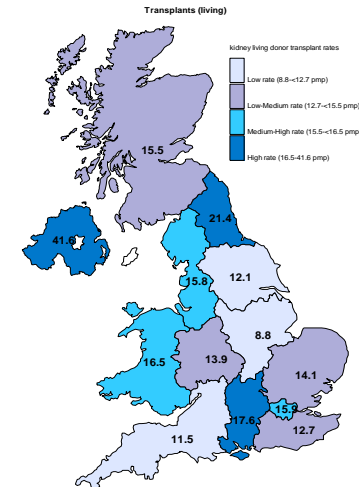 Transplants (living)
kidney living donor transplant rates
Low rate (8.8-<12.7 pmp)
Low-Medium rate (12.7-<15.5 pmp)
Medium-High rate (15.5-<16.5 pmp
High rate (16.5-41.6 pmp)
15.5
21.4
41.6
12.1
15.8
8.8
13.9
16.5
14.1
15.9
17.6
12.7
11.5